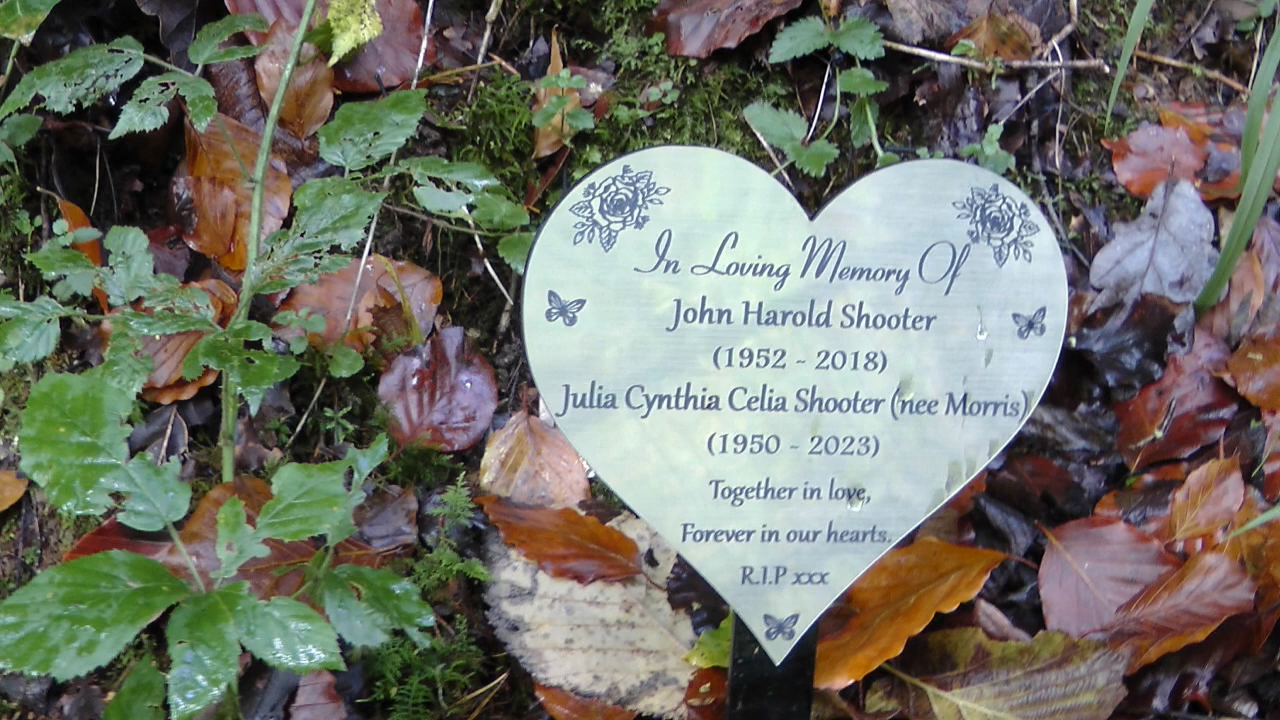 In Loving Memory Of
John Harold Shooter
(1952 - 2018)
Julia Cynthia Celia Shooter (nee Morris)
(1950 - 2023)
Together in love,
Forever in our hearts.
R.I.P xxx